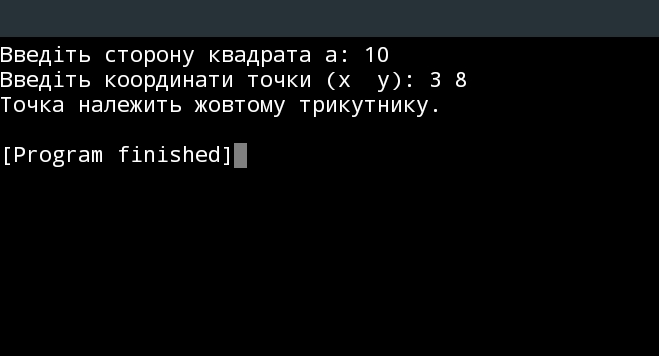 Введіть сторону квадрата a: 10
Введіть координати точки (x  y): 3 8
Точка належить жовтому трикутнику.
[Program finished]